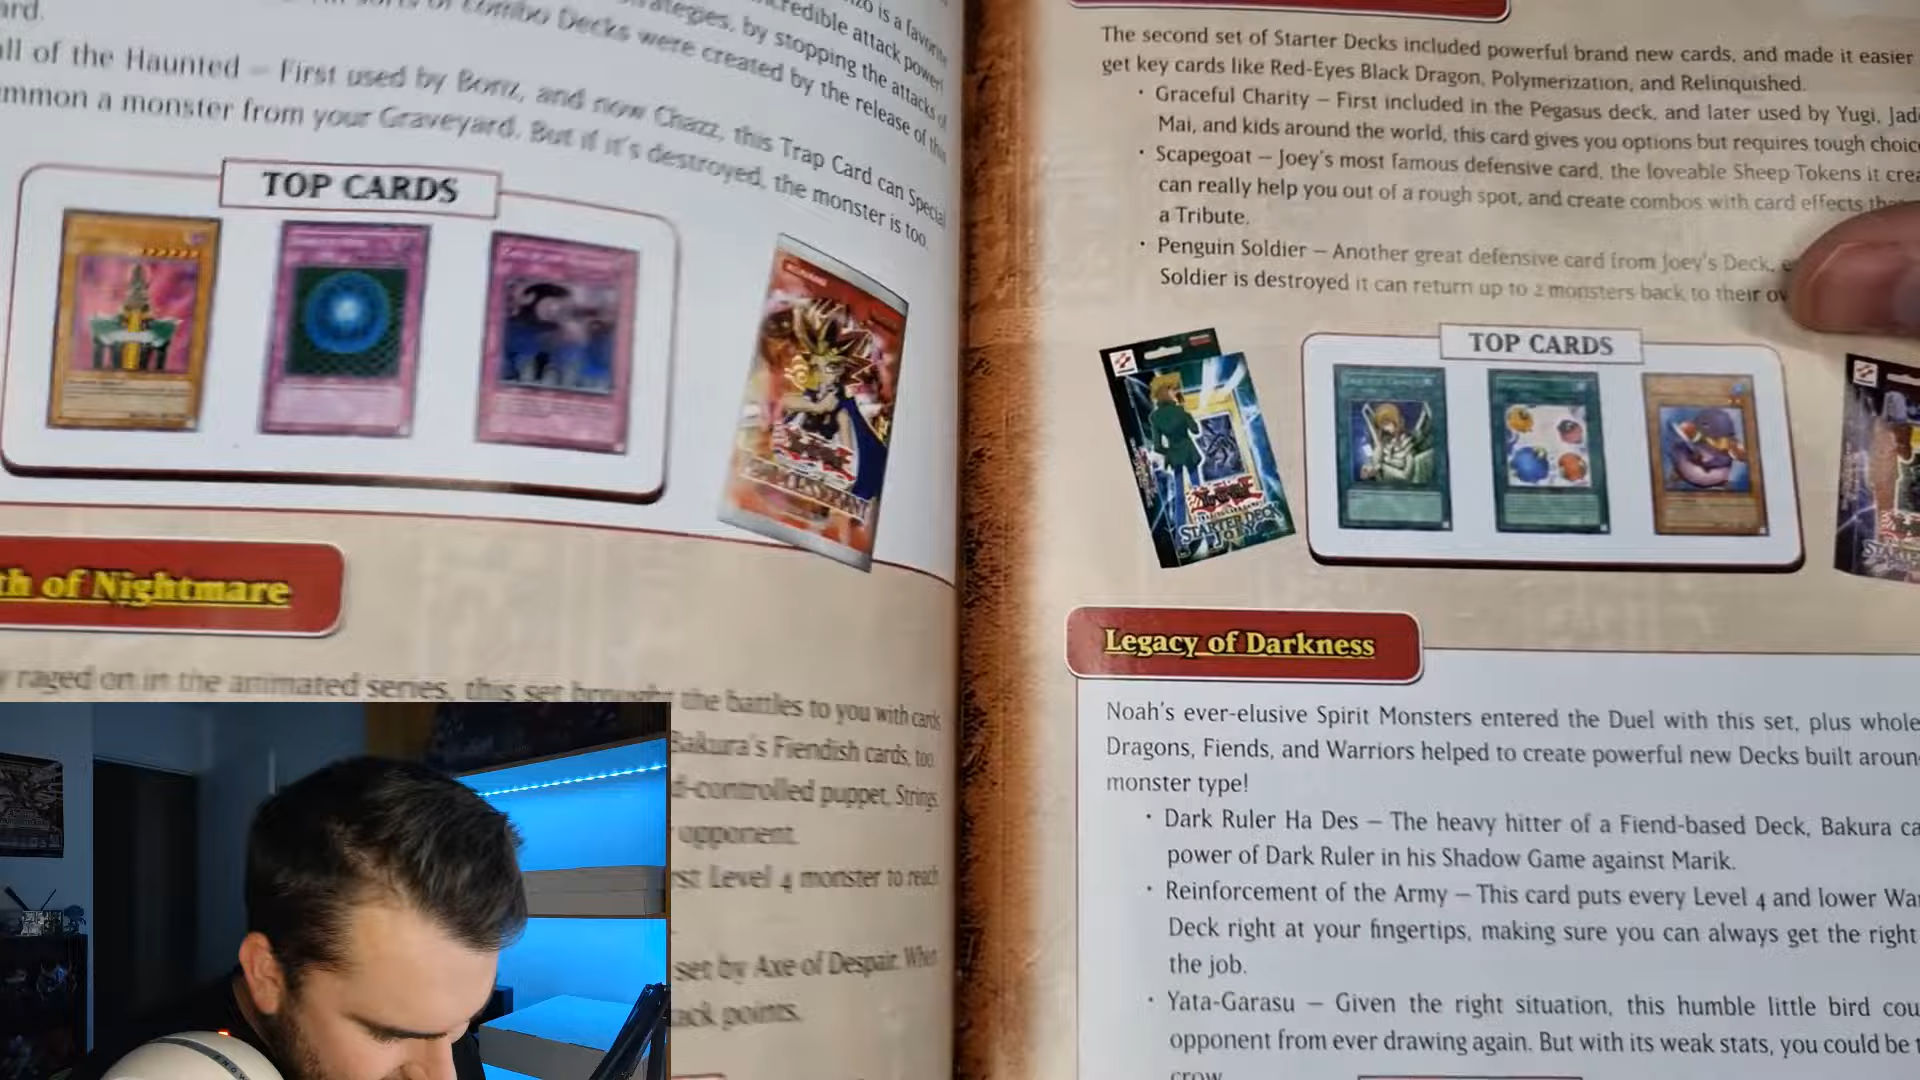 ard.
redible attack power!
rategies, by stopping the attacks of
Combo Decks were created by the release of this
all of the Haunted – First used by Bonz, and now Chazz, this Trap Card can Special
ummon a monster from your Graveyard. But if it's destroyed, the monster is too.
TOP CARDS
th of Nightmare
y raged on in the animated series, this set brought the battles to you with cards
Bakura's Fiendish cards, too
d-controlled puppet, Strings
opponent.
rst Level 4 monster to reach
set by Axe of Despair. When
ack points.
The second set of Starter Decks included powerful brand new cards, and made it easier
get key cards like Red-Eyes Black Dragon, Polymerization, and Relinquished.
• Graceful Charity – First included in the Pegasus deck, and later used by Yugi, Jad
Mai, and kids around the world, this card gives you options but requires tough choic
• Scapegoat – Joey's most famous defensive card, the loveable Sheep Tokens it crea
can really help you out of a rough spot, and create combos with card effects
a Tribute.
• Penguin Soldier – Another great defensive card from Joey's Deck,
Soldier is destroyed it can return up to 2 monsters back to their ow
TOP CARDS
STARTER DECK
JOEY
Legacy of Darkness
Noah's ever-elusive Spirit Monsters entered the Duel with this set, plus whole
Dragons, Fiends, and Warriors helped to create powerful new Decks built aroun
monster type!
• Dark Ruler Ha Des – The heavy hitter of a Fiend-based Deck, Bakura ca
power of Dark Ruler in his Shadow Game against Marik.
• Reinforcement of the Army – This card puts every Level 4 and lower Wa
Deck right at your fingertips, making sure you can always get the right
the job.
• Yata-Garasu – Given the right situation, this humble little bird cou
opponent from ever drawing again. But with its weak stats, you could be
crow.